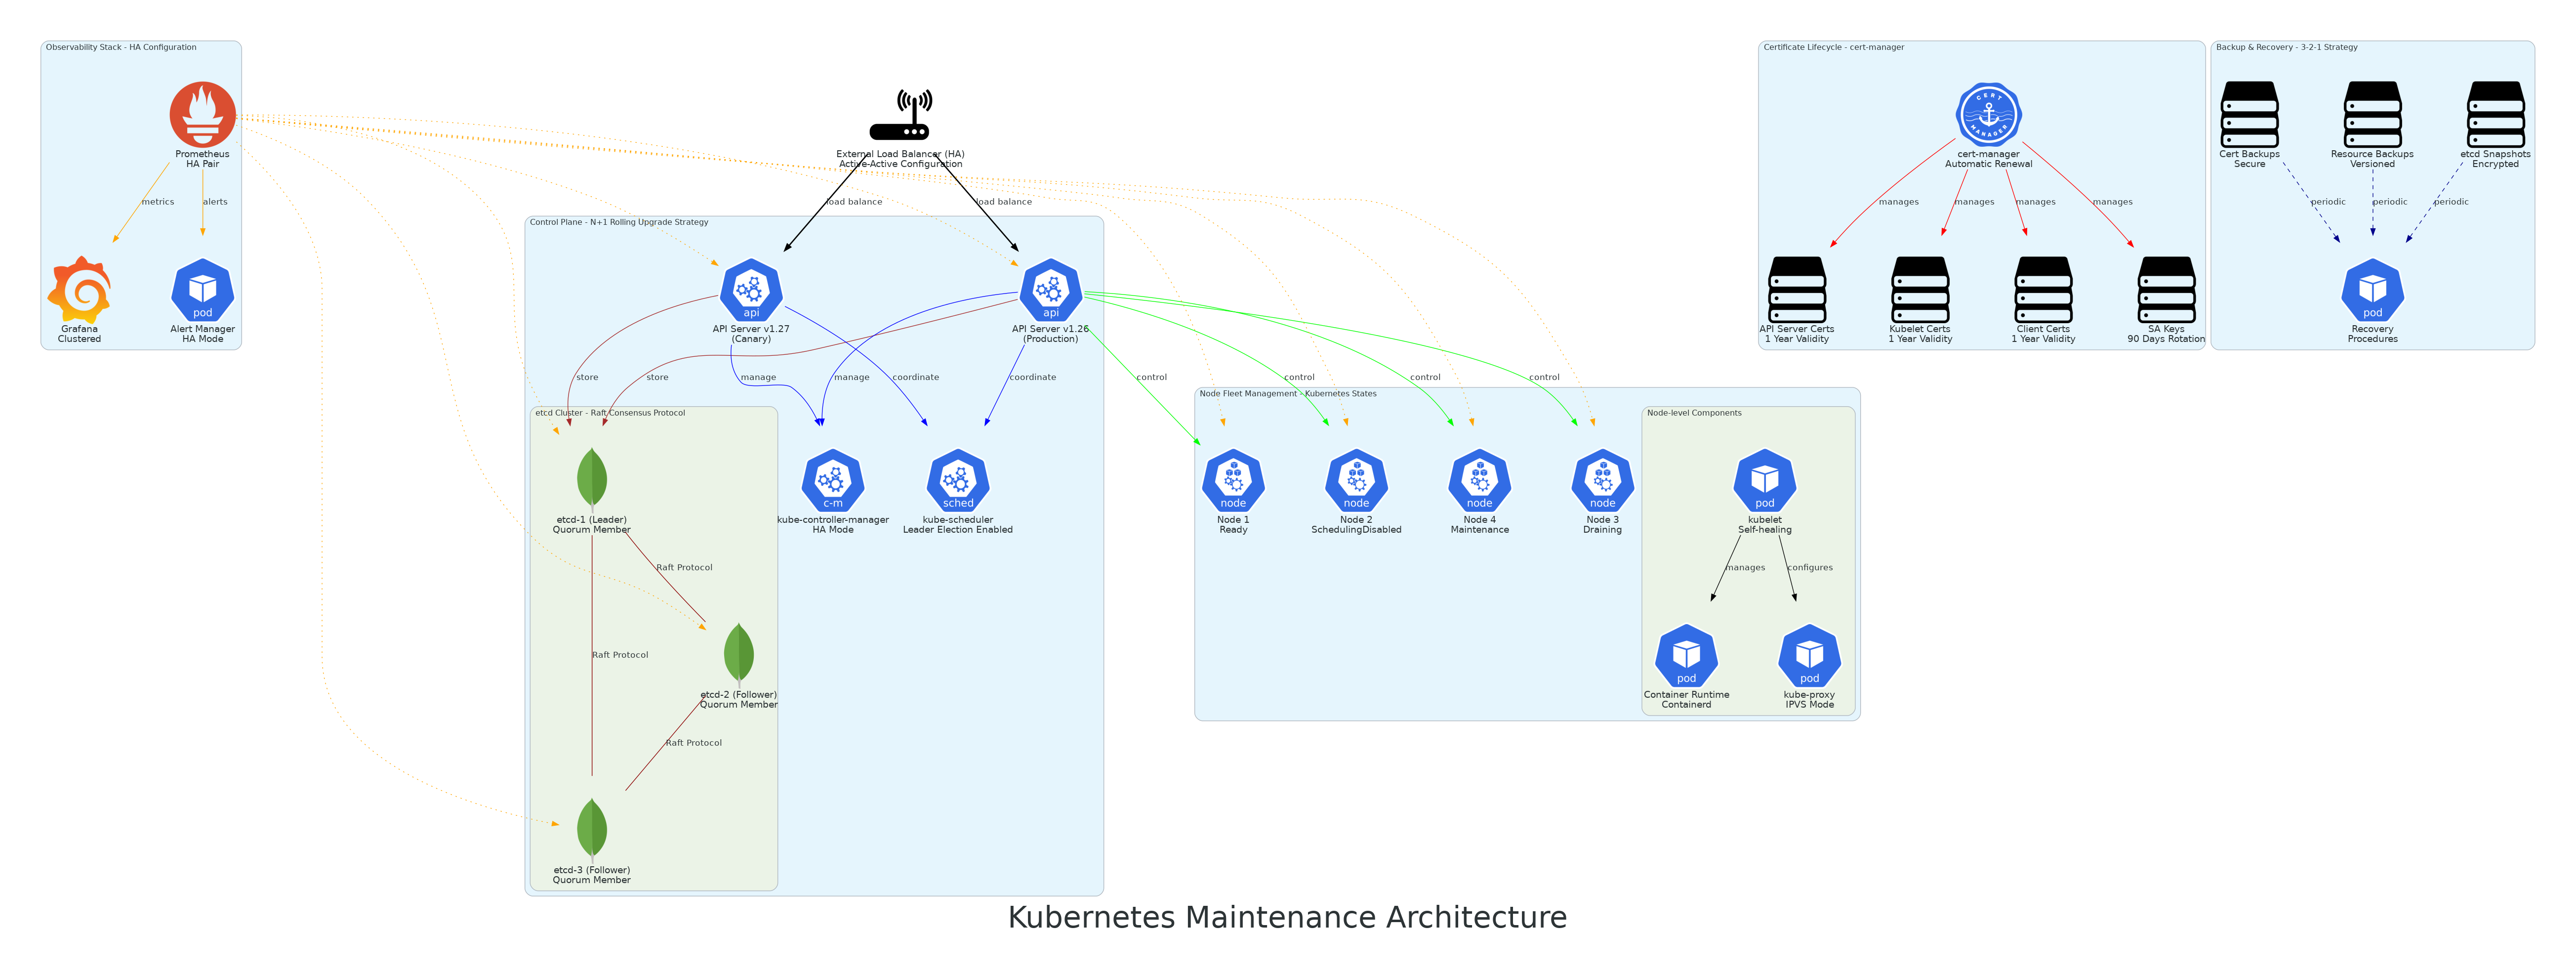 Observability Stack - HA Configuration
Prometheus
HA Pair
metrics
alerts
Grafana
Clustered
pod
Alert Manager
HA Mode
External Load Balancer (HA)
Active-Active Configuration
load balance
load balance
Control Plane - N+1 Rolling Upgrade Strategy
api
API Server v1.27
(Canary)
api
API Server v1.26
(Production)
store
store
manage
manage
coordinate
coordinate
control
control
control
control
etcd Cluster - Raft Consensus Protocol
etcd-1 (Leader)
Quorum Member
Raft Protocol
Raft Protocol
etcd-2 (Follower)
Quorum Member
Raft Protocol
etcd-3 (Follower)
Quorum Member
c-m
kube-controller-manager
HA Mode
sched
kube-scheduler
Leader Election Enabled
Node Fleet Management - Kubernetes States
node
Node 1
Ready
node
Node 2
SchedulingDisabled
node
Node 4
Maintenance
node
Node 3
Draining
Node-level Components
pod
kubelet
Self-healing
manages
configures
pod
Container Runtime
Containerd
pod
kube-proxy
IPVS Mode
Certificate Lifecycle - cert-manager
CERT
MANAGER
cert-manager
Automatic Renewal
manages
manages
manages
manages
API Server Certs
1 Year Validity
Kubelet Certs
1 Year Validity
Client Certs
1 Year Validity
SA Keys
90 Days Rotation
Backup & Recovery - 3-2-1 Strategy
Cert Backups
Secure
Resource Backups
Versioned
etcd Snapshots
Encrypted
periodic
periodic
periodic
pod
Recovery
Procedures
Kubernetes Maintenance Architecture